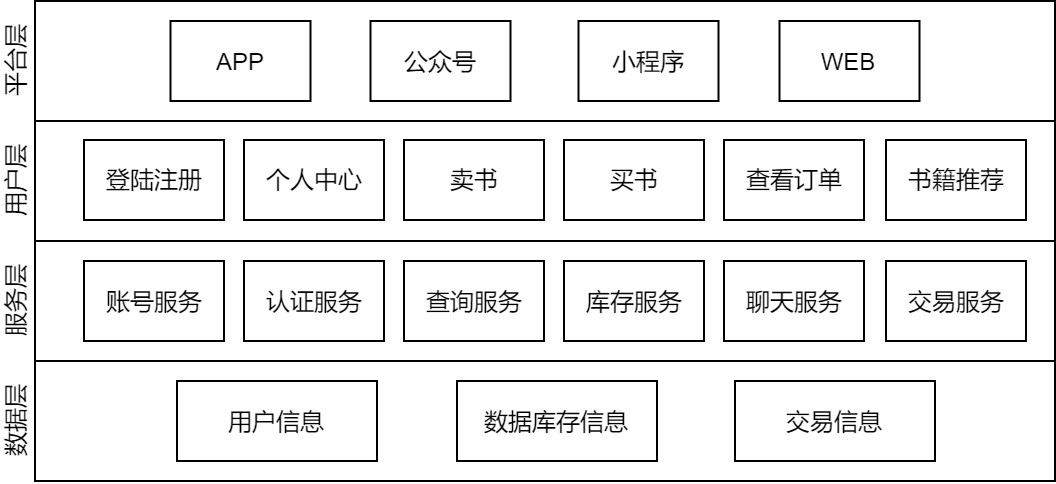 平台层
APP
公众号
小程序
WEB
用户层
登陆注册
个人中心
卖书
买书
查看订单
书籍推荐
服务层
账号服务
认证服务
查询服务
库存服务
聊天服务
交易服务
数据层
用户信息
数据库存信息
交易信息